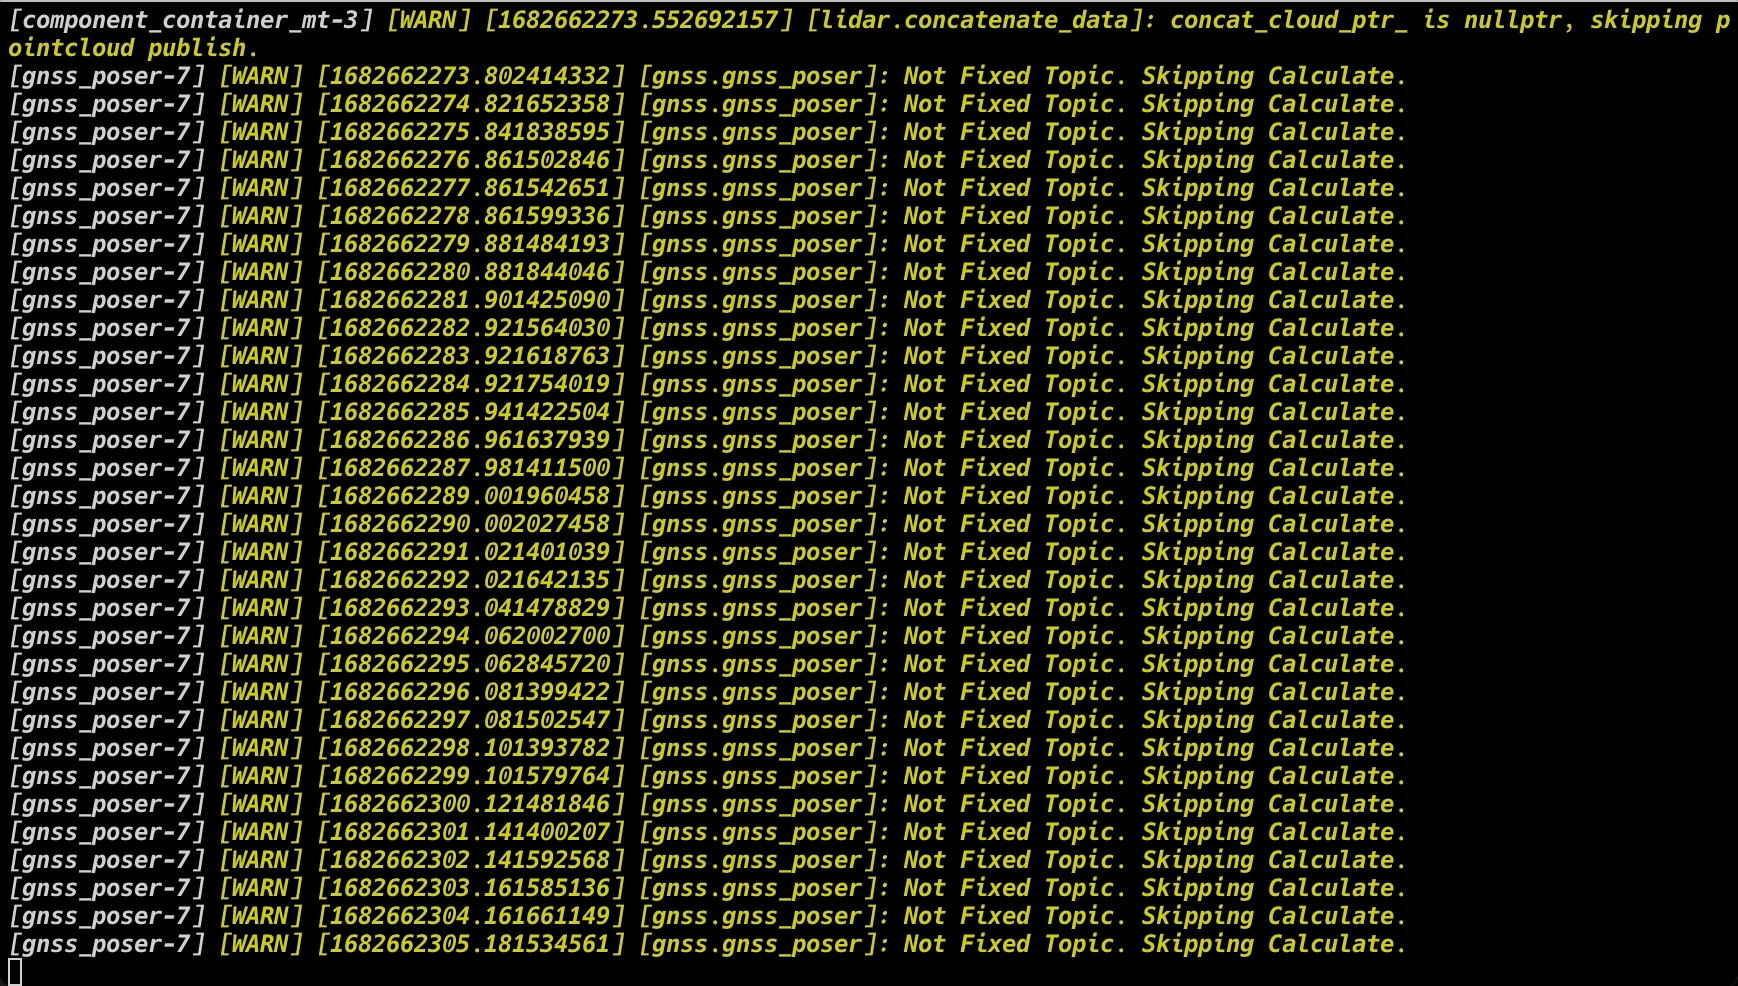 [component_container_mt-3] [WARN] [1682662273.552692157] [lidar.concatenate_data]: concat_cloud_ptr_ is nullptr, skipping p
ointcloud publish.
[gnss_poser-7] [WARN] [1682662273.802414332] [gnss.gnss_poser]: Not Fixed Topic. Skipping Calculate.
[gnss_poser-7] [WARN] [1682662274.821652358] [gnss.gnss_poser]: Not Fixed Topic. Skipping Calculate.
[gnss_poser-7] [WARN] [1682662275.841838595] [gnss.gnss_poser]: Not Fixed Topic. Skipping Calculate.
[gnss_poser-7] [WARN] [1682662276.861502846] [gnss.gnss_poser]: Not Fixed Topic. Skipping Calculate.
[gnss_poser-7] [WARN] [1682662277.861542651] [gnss.gnss_poser]: Not Fixed Topic. Skipping Calculate.
[gnss_poser-7] [WARN] [1682662278.861599336] [gnss.gnss_poser]: Not Fixed Topic. Skipping Calculate.
[gnss_poser-7] [WARN] [1682662279.881484193] [gnss.gnss_poser]: Not Fixed Topic. Skipping Calculate.
[gnss_poser-7] [WARN] [1682662280.881844046] [gnss.gnss_poser]: Not Fixed Topic. Skipping Calculate.
[gnss_poser-7] [WARN] [1682662281.901425090] [gnss.gnss_poser]: Not Fixed Topic. Skipping Calculate.
[gnss_poser-7] [WARN] [1682662282.921564030] [gnss.gnss_poser]: Not Fixed Topic. Skipping Calculate.
[gnss_poser-7] [WARN] [1682662283.921618763] [gnss.gnss_poser]: Not Fixed Topic. Skipping Calculate.
[gnss_poser-7] [WARN] [1682662284.921754019] [gnss.gnss_poser]: Not Fixed Topic. Skipping Calculate.
[gnss_poser-7] [WARN] [1682662285.941422504] [gnss.gnss_poser]: Not Fixed Topic. Skipping Calculate.
[gnss_poser-7] [WARN] [1682662286.961637939] [gnss.gnss_poser]: Not Fixed Topic. Skipping Calculate.
[gnss_poser-7] [WARN] [1682662287.981411500] [gnss.gnss_poser]: Not Fixed Topic. Skipping Calculate.
[gnss_poser-7] [WARN] [1682662289.001960458] [gnss.gnss_poser]: Not Fixed Topic. Skipping Calculate.
[gnss_poser-7] [WARN] [1682662290.002027458] [gnss.gnss_poser]: Not Fixed Topic. Skipping Calculate.
[gnss_poser-7] [WARN] [1682662291.021401039] [gnss.gnss_poser]: Not Fixed Topic. Skipping Calculate.
[gnss_poser-7] [WARN] [1682662292.021642135] [gnss.gnss_poser]: Not Fixed Topic. Skipping Calculate.
[gnss_poser-7] [WARN] [1682662293.041478829] [gnss.gnss_poser]: Not Fixed Topic. Skipping Calculate.
[gnss_poser-7] [WARN] [1682662294.062002700] [gnss.gnss_poser]: Not Fixed Topic. Skipping Calculate.
[gnss_poser-7] [WARN] [1682662295.062845720] [gnss.gnss_poser]: Not Fixed Topic. Skipping Calculate.
[gnss_poser-7] [WARN] [1682662296.081399422] [gnss.gnss_poser]: Not Fixed Topic. Skipping Calculate.
[gnss_poser-7] [WARN] [1682662297.081502547] [gnss.gnss_poser]: Not Fixed Topic. Skipping Calculate.
[gnss_poser-7] [WARN] [1682662298.101393782] [gnss.gnss_poser]: Not Fixed Topic. Skipping Calculate.
[gnss_poser-7] [WARN] [1682662299.101579764] [gnss.gnss_poser]: Not Fixed Topic. Skipping Calculate.
[gnss_poser-7] [WARN] [1682662300.121481846] [gnss.gnss_poser]: Not Fixed Topic. Skipping Calculate.
[gnss_poser-7] [WARN] [1682662301.141400207] [gnss.gnss_poser]: Not Fixed Topic. Skipping Calculate.
[gnss_poser-7] [WARN] [1682662302.141592568] [gnss.gnss_poser]: Not Fixed Topic. Skipping Calculate.
[gnss_poser-7] [WARN] [1682662303.161585136] [gnss.gnss_poser]: Not Fixed Topic. Skipping Calculate.
[gnss_poser-7] [WARN] [1682662304.161661149] [gnss.gnss_poser]: Not Fixed Topic. Skipping Calculate.
[gnss_poser-7] [WARN] [1682662305.181534561] [gnss.gnss_poser]: Not Fixed Topic. Skipping Calculate.